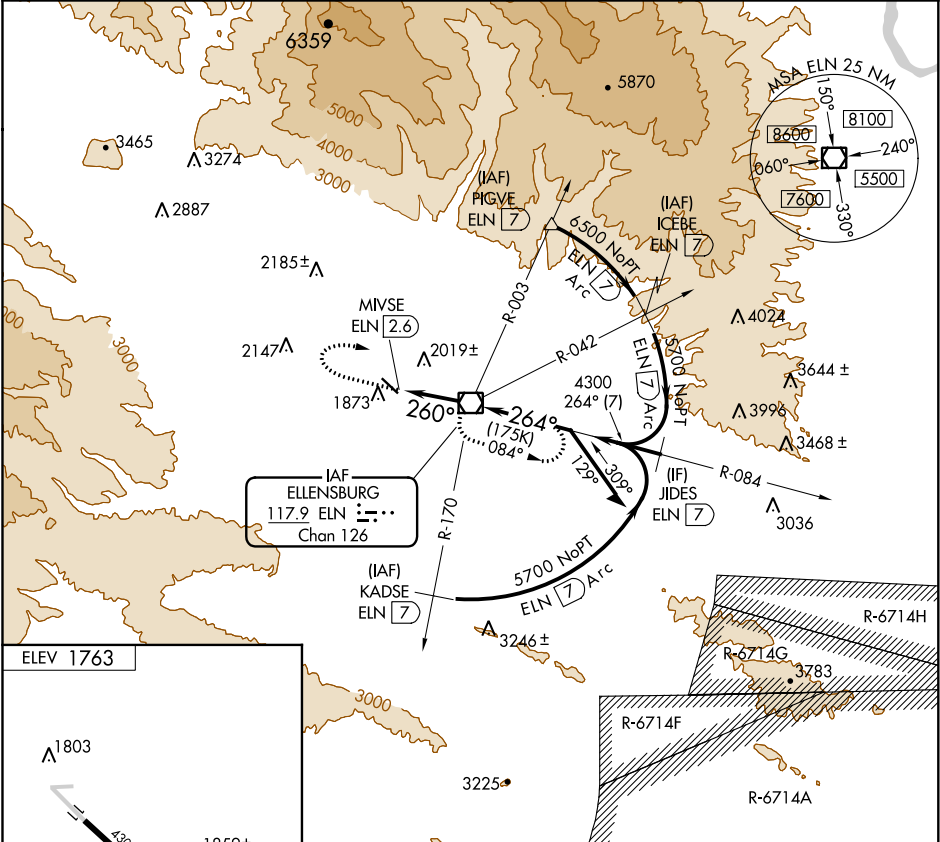 6359
5870
5000
4000
3000
3465
3274
2887
MSA ELN 25 NM
150°
8100
8600
240°
060°
5500
7600
330°
(IAF)
PIGVE
ELN 7
6500 NoPT
ELN 7
Arc
(IAF)
ICEBE
ELN 7
2185±
MIVSE
ELN 2.6
R-003
R-042
2147
2019±
1873
3000
4024
3644±
3996
3468±
3036
5700 NoPT
ELN 7 Arc
4300
264° (7)
260°
264°
(175K)
084°
129°
309°
R-084
(IF)
JIDES
ELN 7
IAF
ELLENSBURG
117.9 ELN
Chan 126
R-170
(IAF)
KADSE
ELN 7
5700 NoPT
ELN 7 Arc
3246±
R-6714H
R-6714G
3783
R-6714F
R-6714A
3000
3225
ELEV 1763
1803